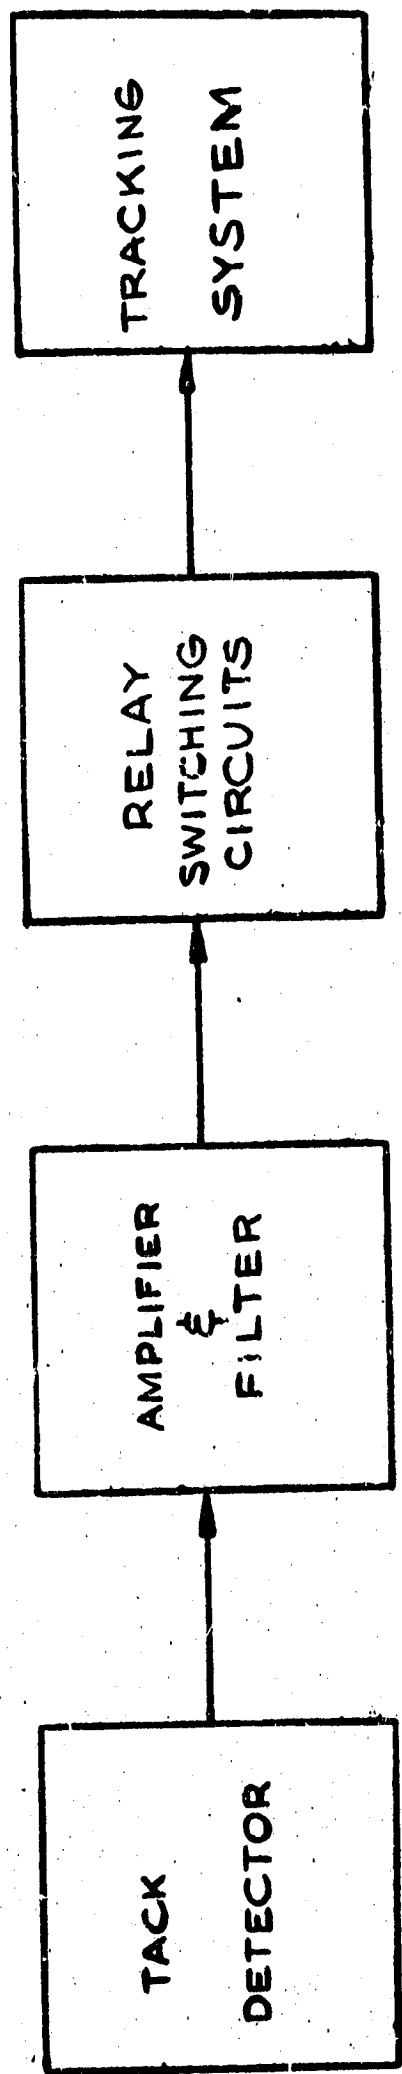 TACK
DETECTOR
AMPLIFIER
&
FILTER
RELAY
SWITCHING
CIRCUITS
TRACKING
SYSTEM